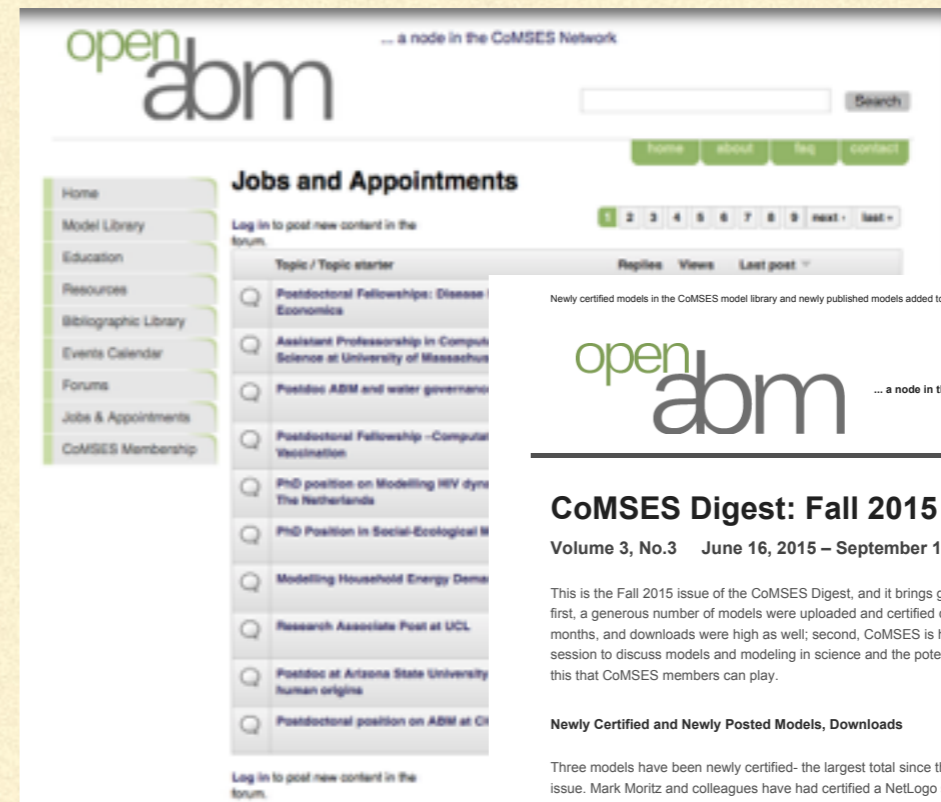 open
abm
... a node in the CoMSES Network
Search
home about faq contact
Home
Model Library
Education
Resources
Bibliographic Library
Events Calendar
Forums
Jobs & Appointments
CoMSES Membership
Jobs and Appointments
Log in to post new content in the
forum.
1 2 3 4 5 6 7 8 9 next › last »
Topic / Topic starter Replies Views Last post
Postdoctoral Fellowships: Disease
Economics
Assistant Professorship in Computa
Science at University of Massachus
Postdoc ABM and water governanc
Postdoctoral Fellowship –Computat
Vaccination
PhD position on Modelling HIV dyna
The Netherlands
PhD Position in Social-Ecological M
Modelling Household Energy Dema
Research Associate Post at UCL
Postdoc at Arizona State University
human origins
Postdoctoral position on ABM at
Log in to post new content in the
forum.
Newly certified models in the CoMSES model library and newly published models added to
open
abm
... a node in th
CoMSES Digest: Fall 2015
Volume 3, No.3 June 16, 2015 – September 1
This is the Fall 2015 issue of the CoMSES Digest, and it brings g
first, a generous number of models were uploaded and certified o
months, and downloads were high as well; second, CoMSES is h
session to discuss models and modeling in science and the pote
this that CoMSES members can play.
Newly Certified and Newly Posted Models, Downloads
Three models have been newly certified- the largest total since th
issue. Mark Moritz and colleagues have had certified a NetLogo